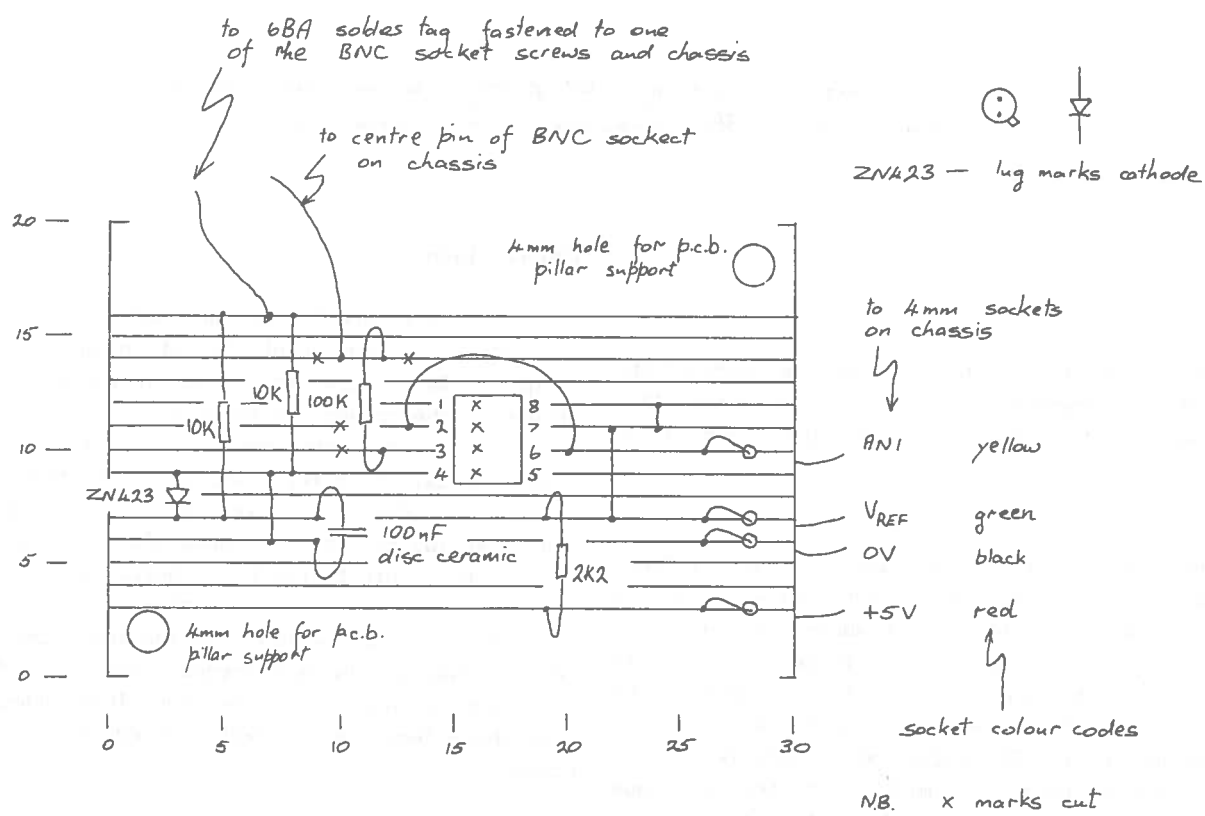 to 6BA solder tag fastened to one
of the BNC socket screws and chassis
to centre pin of BNC sockect
on chassis
ZN423 — lug marks cathode
20
4mm hole for p.c.b.
pillar support
to 4mm sockets
on chassis
15
10K
10K
100K
1
2
3
4
8
7
6
5
10
AN1 yellow
ZN423
VREF green
100nF
disc ceramic
0V black
5
2K2
+5V red
4mm hole for p.c.b.
pillar support
0
socket colour codes
0 5 10 15 20 25 30
N.B. x marks cut